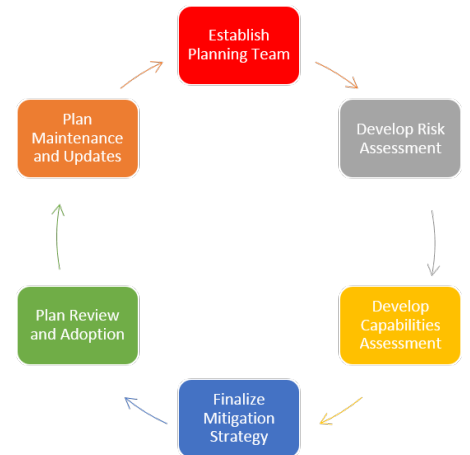 Establish
Planning Team
Develop Risk
Assessment
Develop
Capabilities
Assessment
Finalize
Mitigation
Strategy
Plan Review
and Adoption
Plan
Maintenance
and Updates